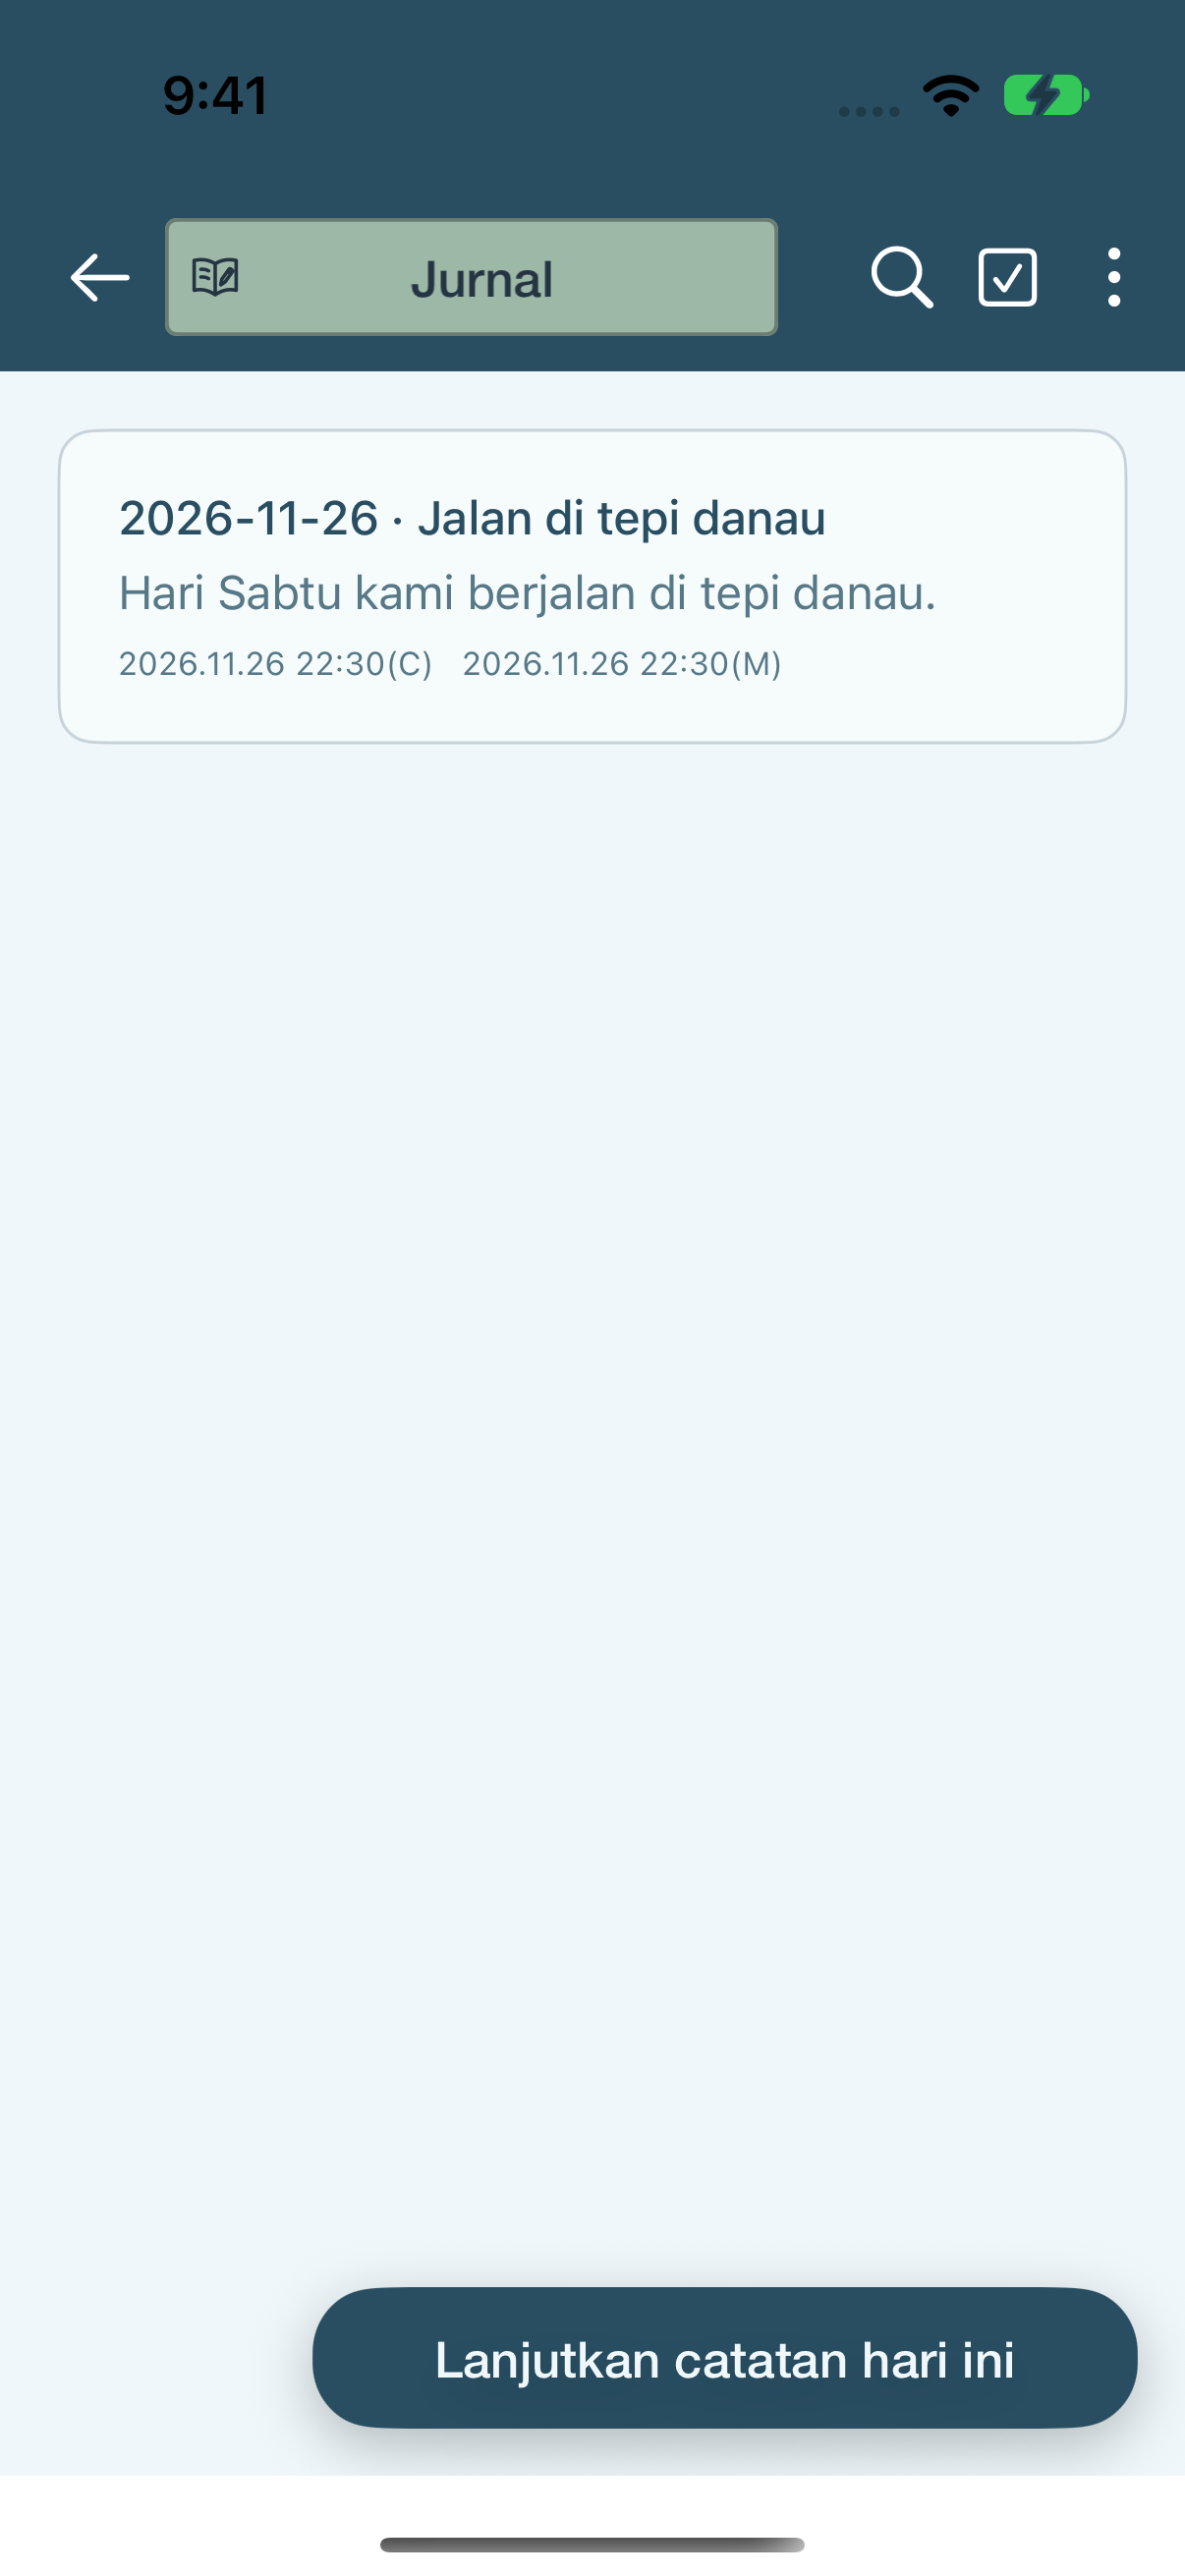 9:41
Jurnal
2026-11-26 · Jalan di tepi danau
Hari Sabtu kami berjalan di tepi danau.
2026.11.26 22:30(C) 2026.11.26 22:30(M)
Lanjutkan catatan hari ini